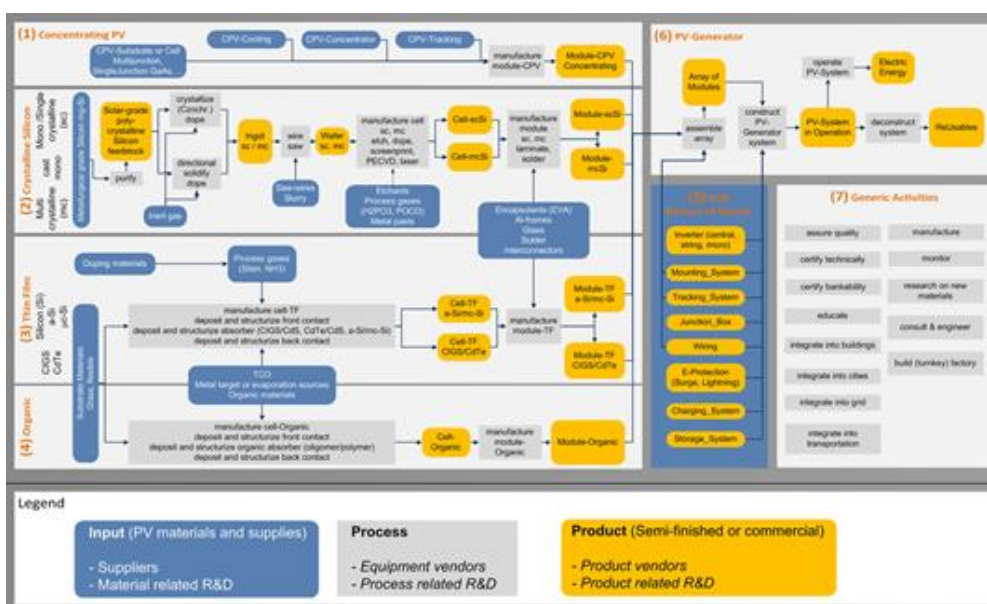 (1) Concentrating PV
CPV-Substrate or Cell
Multijunction,
SingleJunction GaAs,
CPV-Cooling
CPV-Concentrator
CPV-Tracking
manufacture
module-CPV
Module-CPV
Concentrating
(2) Crystalline Silicon
Mono /Single
crystalline
(sc)
cast
mono
Multi
crystalline
(mc)
Metallurgical grade Silicon mg-Si
Solar-grade
poly-
crystalline
Silicon
feedstock
purify
crystallize
(Czochr.)
dope
directional
solidify
dope
Inert gas
Ingot
sc / mc
wire
saw
Saw-wires
Slurry
Wafer
sc, mc
manufacture cell
sc, mc
etch, dope,
screenprint,
PECVD, laser
Etchants
Process gases
Metal paste
Cell-scSi
Cell-mcSi
manufacture
module
sc, mc
laminate,
solder
Module-scSi
Module-
mcSi
Encapsulants (EVA)
Al-frames
Glass
Solder
Interconnectors
(3) Thin Film
Silicon (Si)
a-Si
µc-Si
CIGS
CdTe
Doping materials
Process gases
(Silan, NH3)
Substrate Materials
Glass, flexible
manufacture cell-TF
deposit and structurize front contact
deposit and structurize absorber (CIGS/CdS, CdTe/CdS, a-Si/mc-Si)
deposit and structurize back contact
Cell-TF
a-Si/mc-Si
Cell-TF
CIGS/CdTe
manufacture
module-TF
Module-TF
a-Si/mc-Si
Module-TF
CIGS/CdTe
TCO
Metal target or evaporation sources
Organic materials
(4) Organic
manufacture cell-Organic
deposit and structurize front contact
deposit and structurize organic absorber (oligomer/polymer)
deposit and structurize back contact
Cell-
Organic
manufacture
module-
Organic
Module-Organic
(6) PV-Generator
Array of
Modules
assemble
array
construct
PV-
Generator
system
operate
PV-System
Electric
Energy
PV-System
in Operation
deconstruct
system
ReUsables
Inverter (central,
string, micro)
Mounting_System
Tracking_System
Junction_Box
Wiring
E-Protection
(Surge, Lightning)
Charging_System
Storage_System
(7) Generic Activities
assure quality
certify technically
certify bankability
educate
integrate into buildings
integrate into cities
integrate into grid
integrate into
transportation
manufacture
monitor
research on new
materials
consult & engineer
build (turnkey) factory
Legend
Input (PV materials and supplies)
- Suppliers
- Material related R&D
Process
- Equipment vendors
- Process related R&D
Product (Semi-finished or commercial)
- Product vendors
- Product related R&D